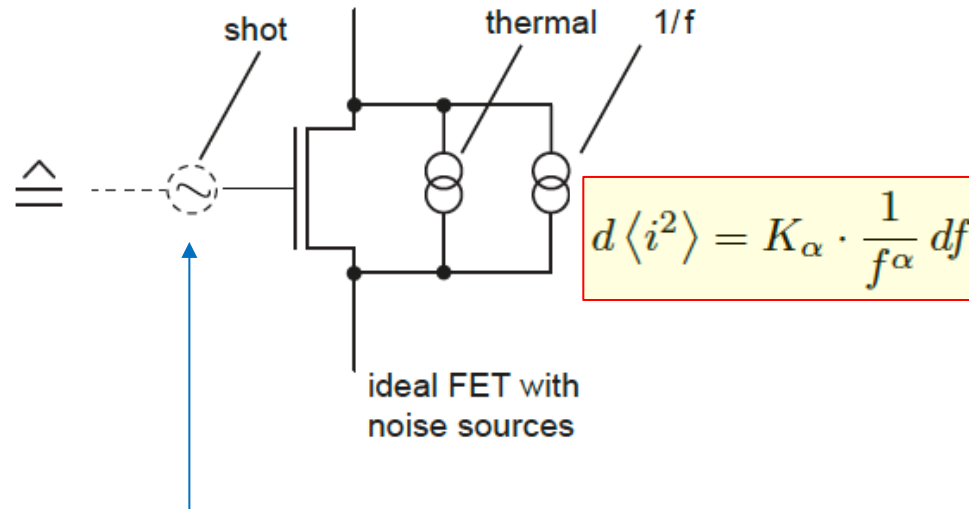 shot
thermal
1/f
≙
d ⟨i²⟩ = K_α · 1/f^α df
ideal FET with
noise sources